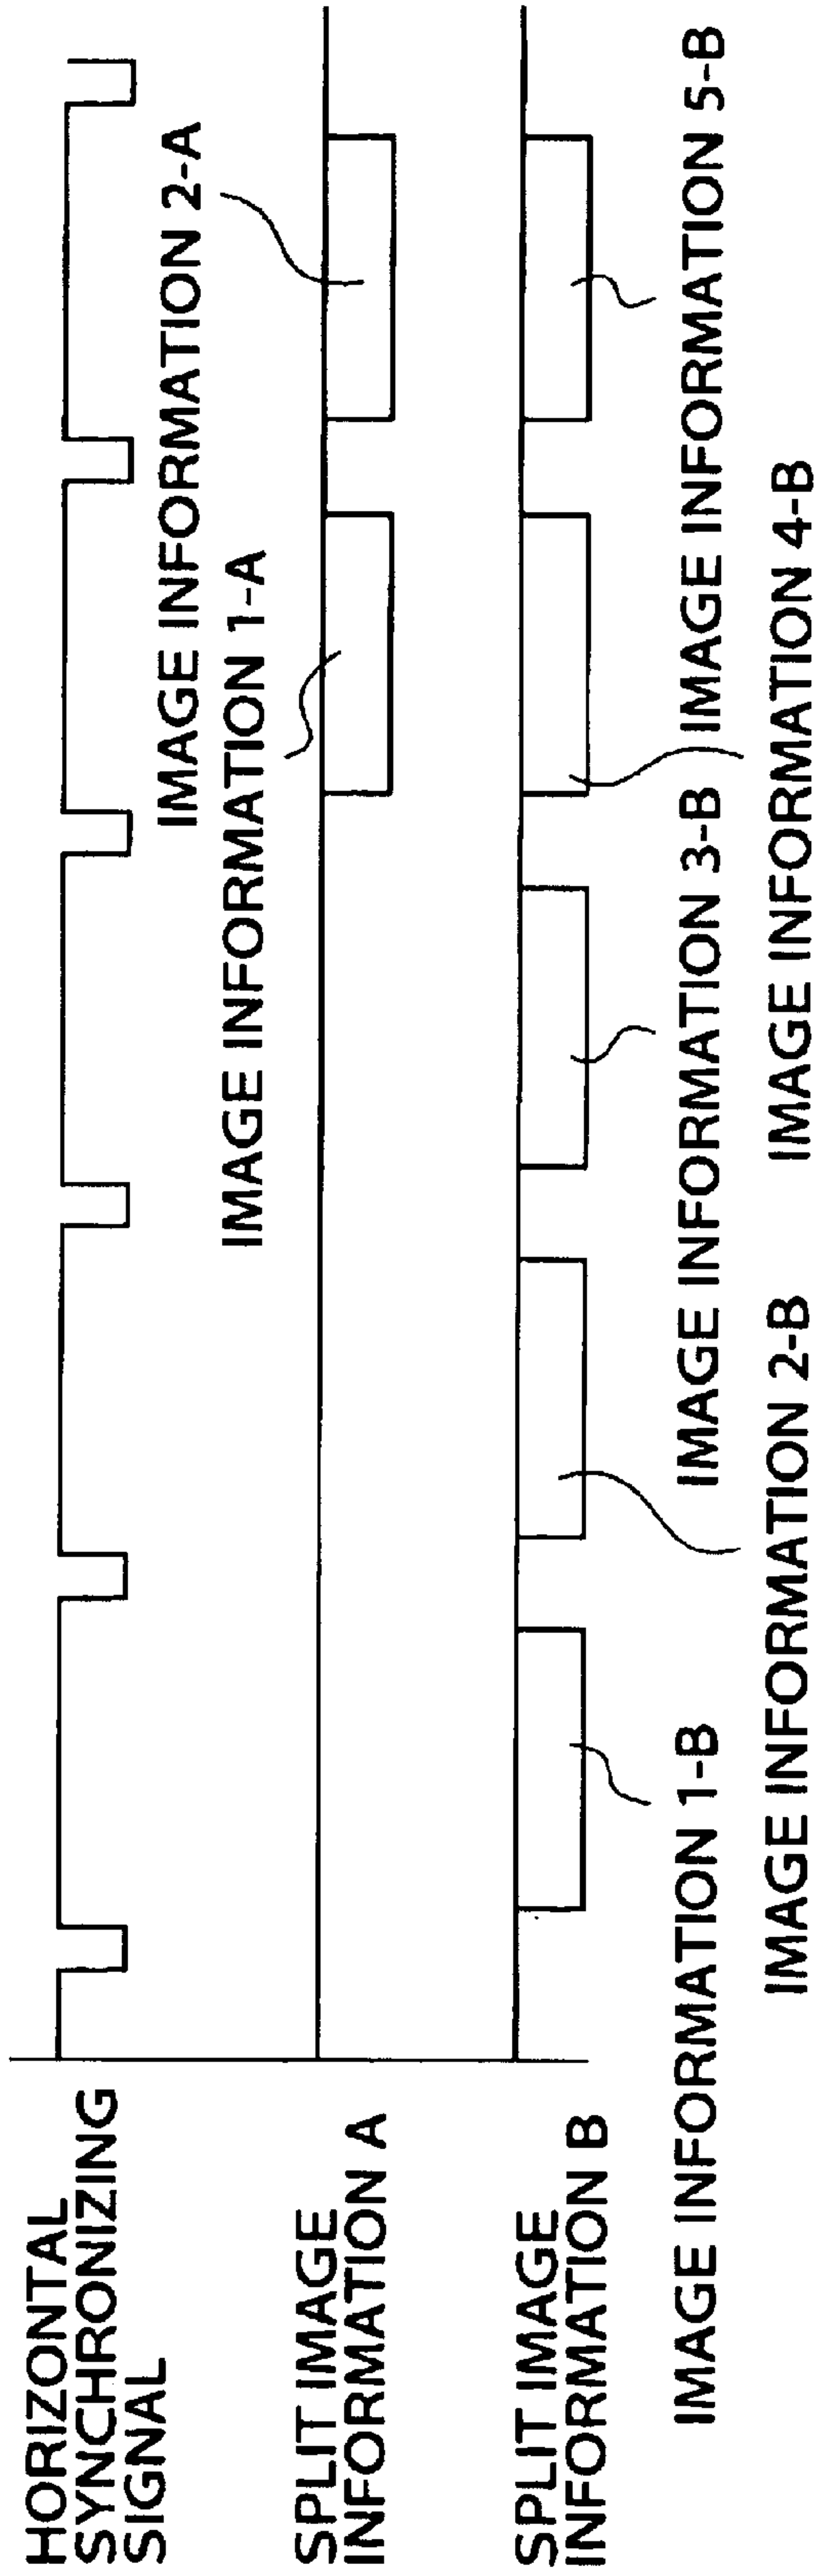 HORIZONTAL
SYNCHRONIZING
SIGNAL
IMAGE INFORMATION 2-A
IMAGE INFORMATION 1-A
SPLIT IMAGE
INFORMATION A
SPLIT IMAGE
INFORMATION B
IMAGE INFORMATION 1-B
IMAGE INFORMATION 3-B
IMAGE INFORMATION 5-B
IMAGE INFORMATION 2-B
IMAGE INFORMATION 4-B